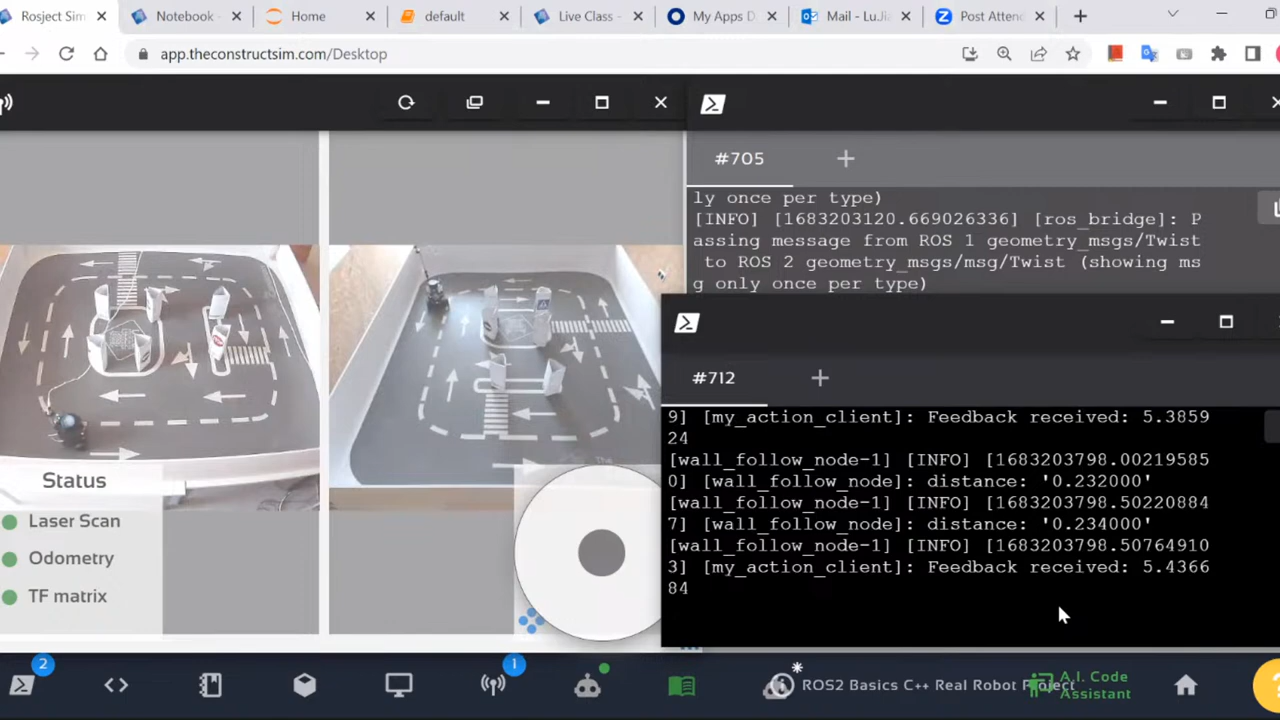 Rosject Sim
Notebook
Home
default
Live Class
My Apps D
Mail - LuJia
Post Attend
app.theconstructsim.com/Desktop
#705
ly once per type)
[INFO] [1683203120.669026336] [ros_bridge]: P
assing message from ROS 1 geometry_msgs/Twist
to ROS 2 geometry_msgs/msg/Twist (showing ms
g only once per type)
#712
9] [my_action_client]: Feedback received: 5.3859
24
[wall_follow_node-1] [INFO] [1683203798.00219585
0] [wall_follow_node]: distance: '0.232000'
[wall_follow_node-1] [INFO] [1683203798.50220884
7] [wall_follow_node]: distance: '0.234000'
[wall_follow_node-1] [INFO] [1683203798.50764910
3] [my_action_client]: Feedback received: 5.4366
84
Status
Laser Scan
Odometry
TF matrix
2
1
ROS2 Basics C++ Real Robot Project
A.I. Code
Assistant
?